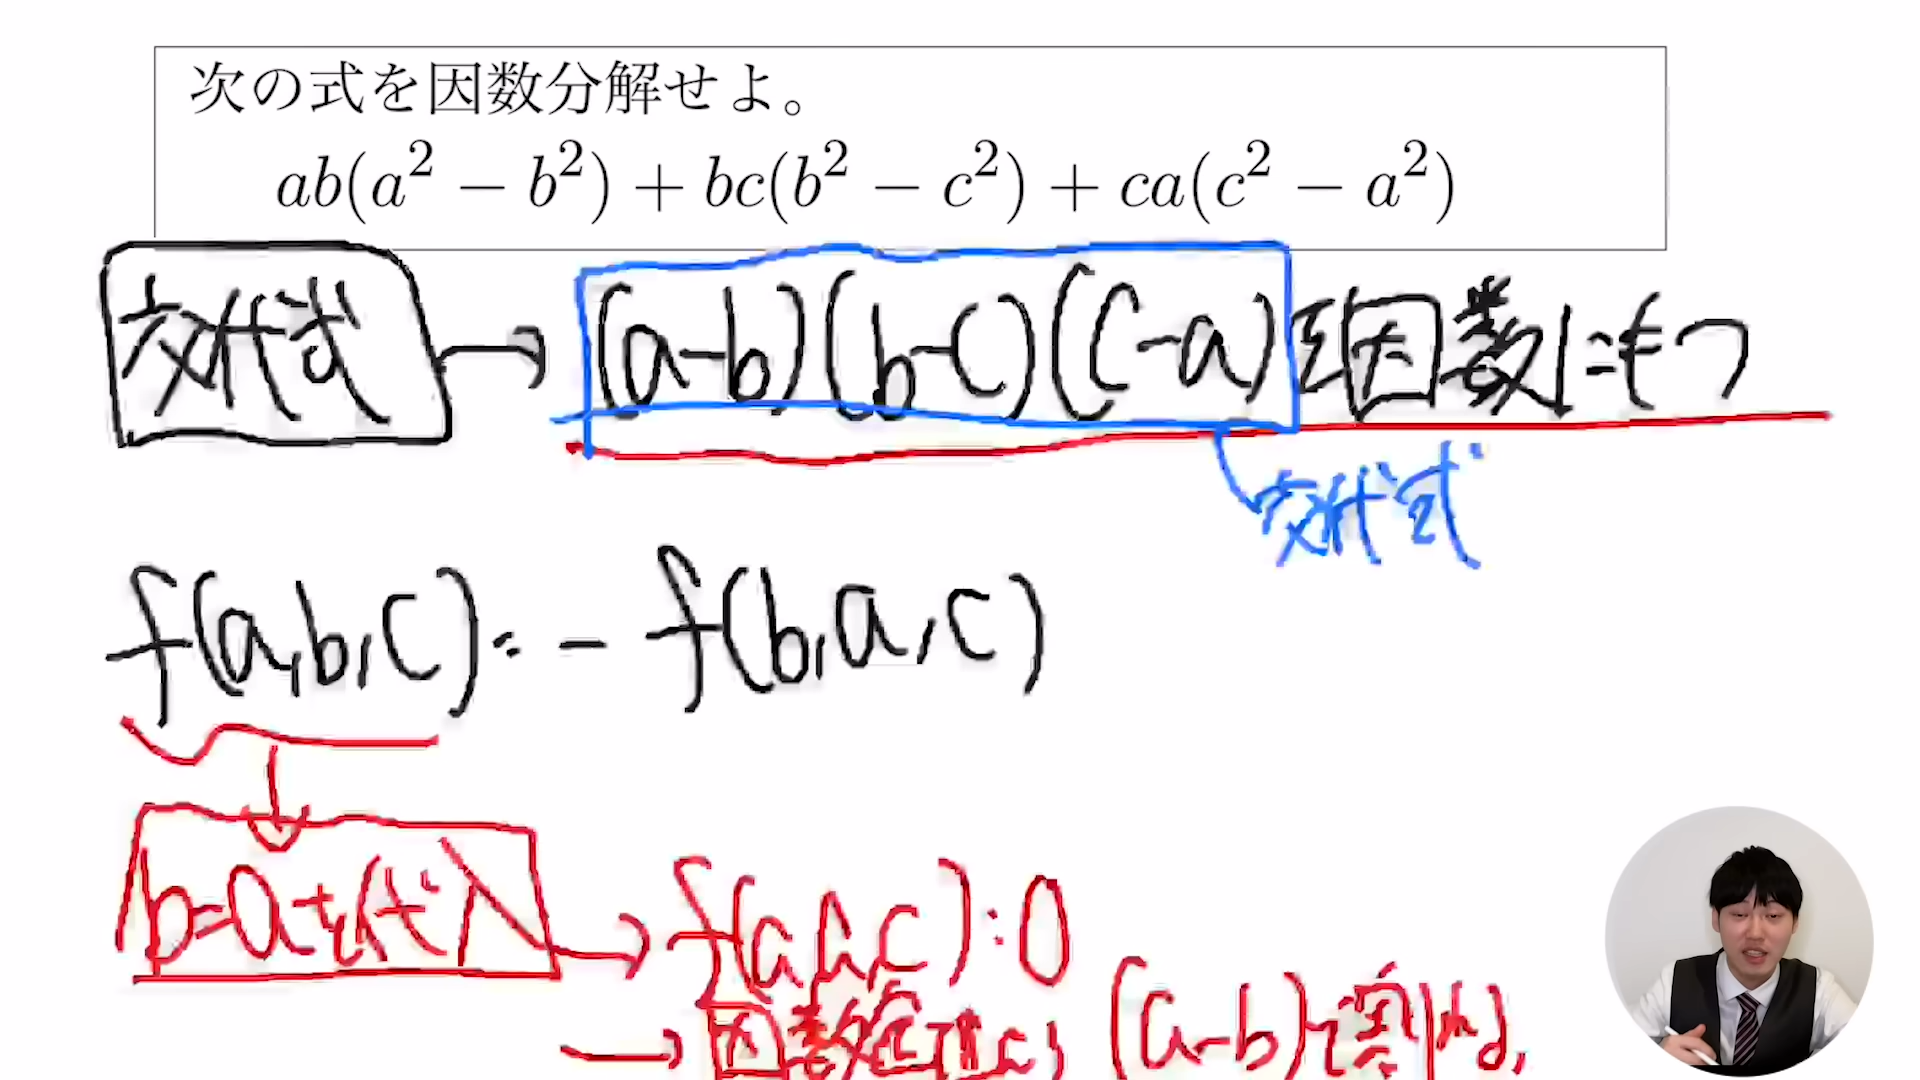 次の式を因数分解せよ。
ab(a² − b²) + bc(b² − c²) + ca(c² − a²)
交代式 → (a-b)(b-c)(c-a)を因数にもつ
交代式
f(a,b,c) = - f(b,a,c)
b=aを代入 → f(a,a,c)=0
→ 因数定理より (a-b)で割れる,